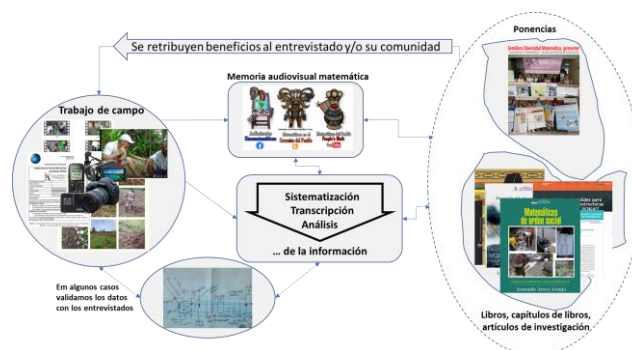 Ponencias
Se retribuyen beneficios al entrevistado y/o su comunidad
Memoria audiovisual matemática
Trabajo de campo
Sistematización
Transcripción
Análisis
... de la información
Em algunos casos
validamos los datos
con los entrevistados
Matemáticas
de orden social
Libros, capítulos de libros,
artículos de investigación